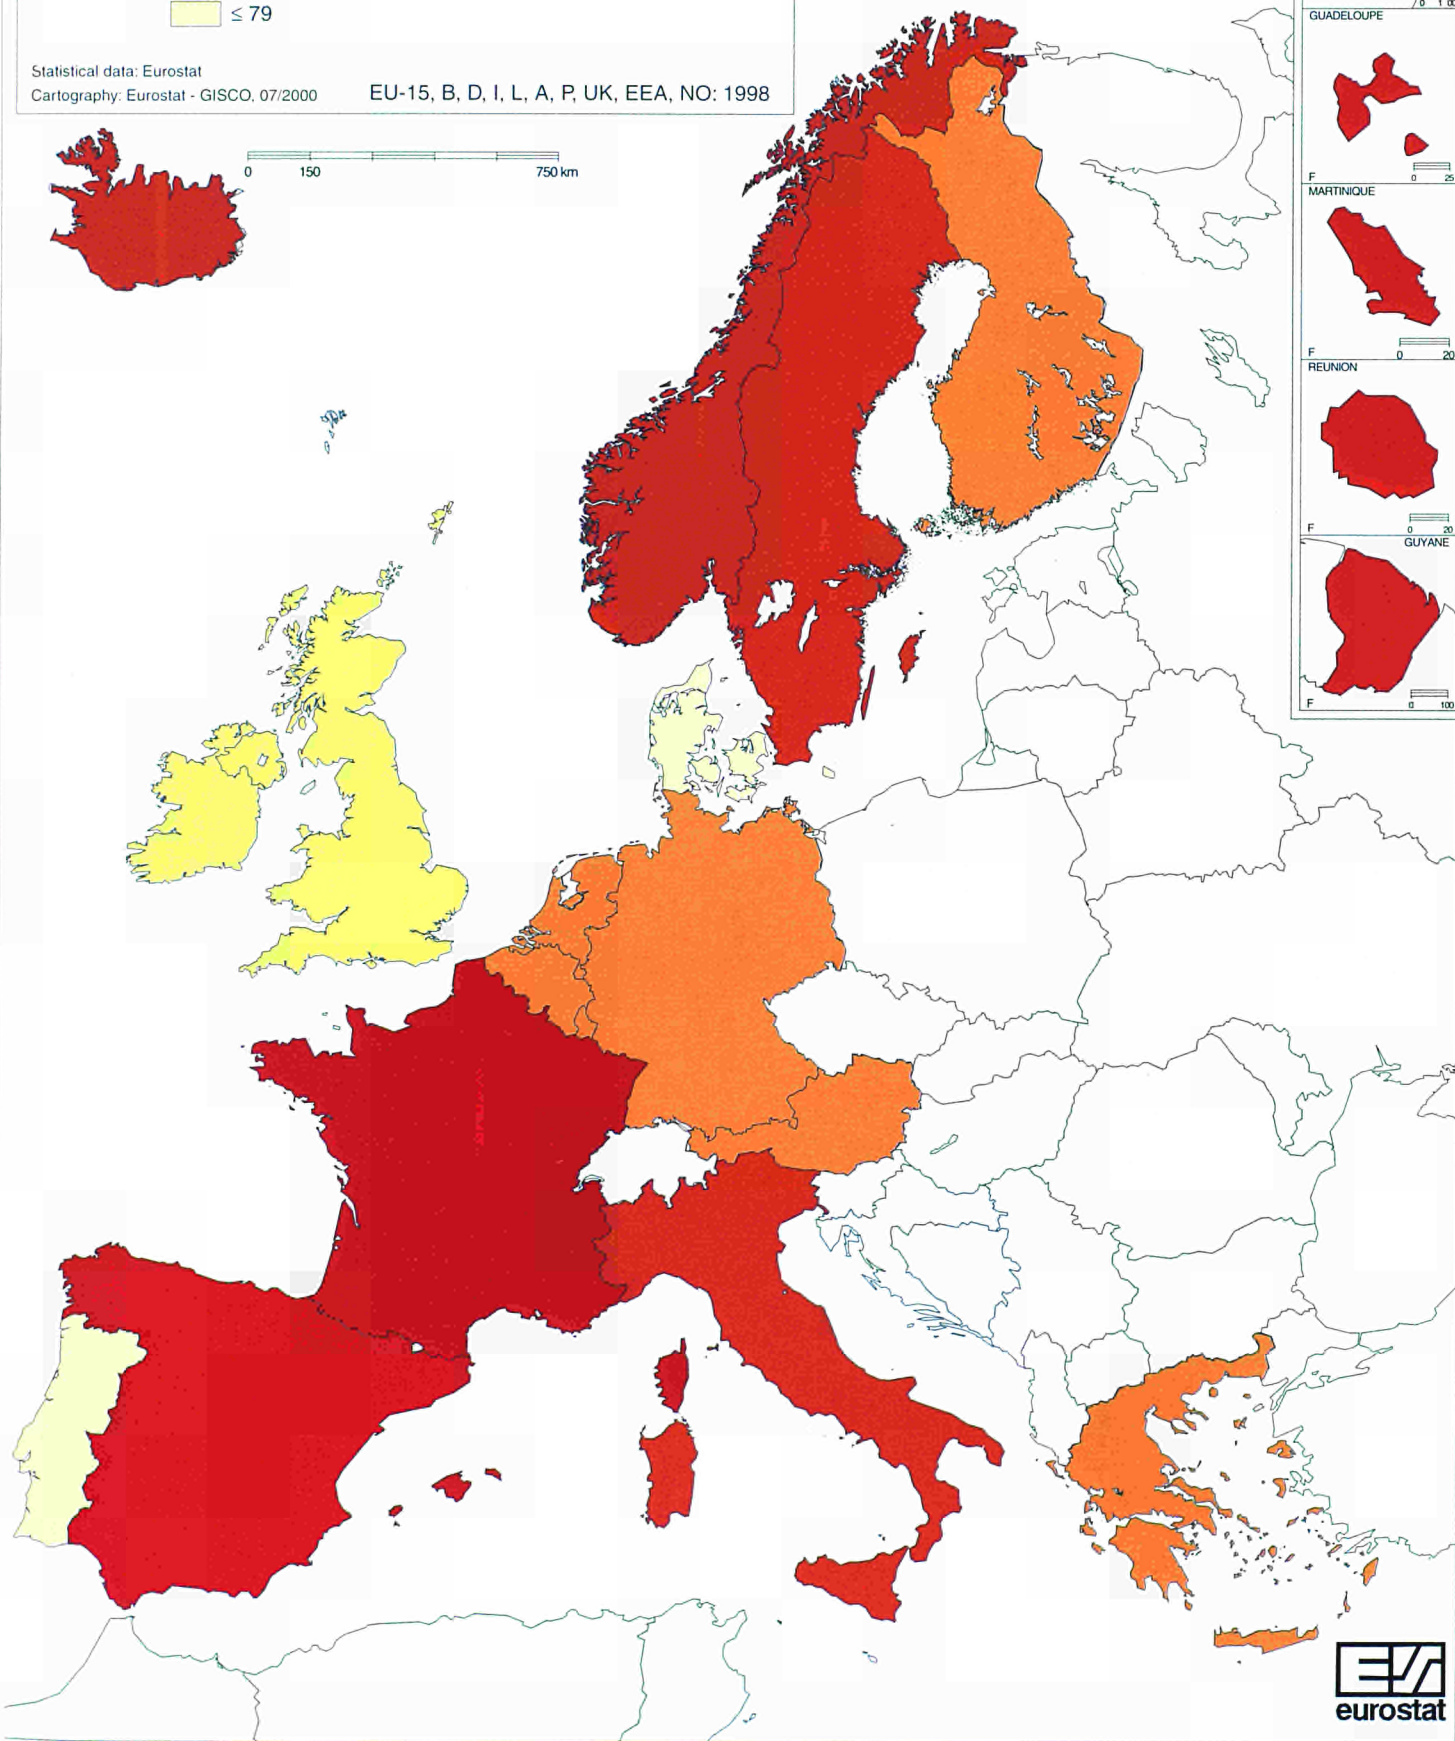 ≤ 79
Statistical data: Eurostat
Cartography: Eurostat - GISCO, 07/2000
EU-15, B, D, I, L, A, P, UK, EEA, NO: 1998
0 150 750 km
GUADELOUPE
F
0 25
MARTINIQUE
F
0 20
REUNION
F
0 20
GUYANE
F
0 100
eurostat